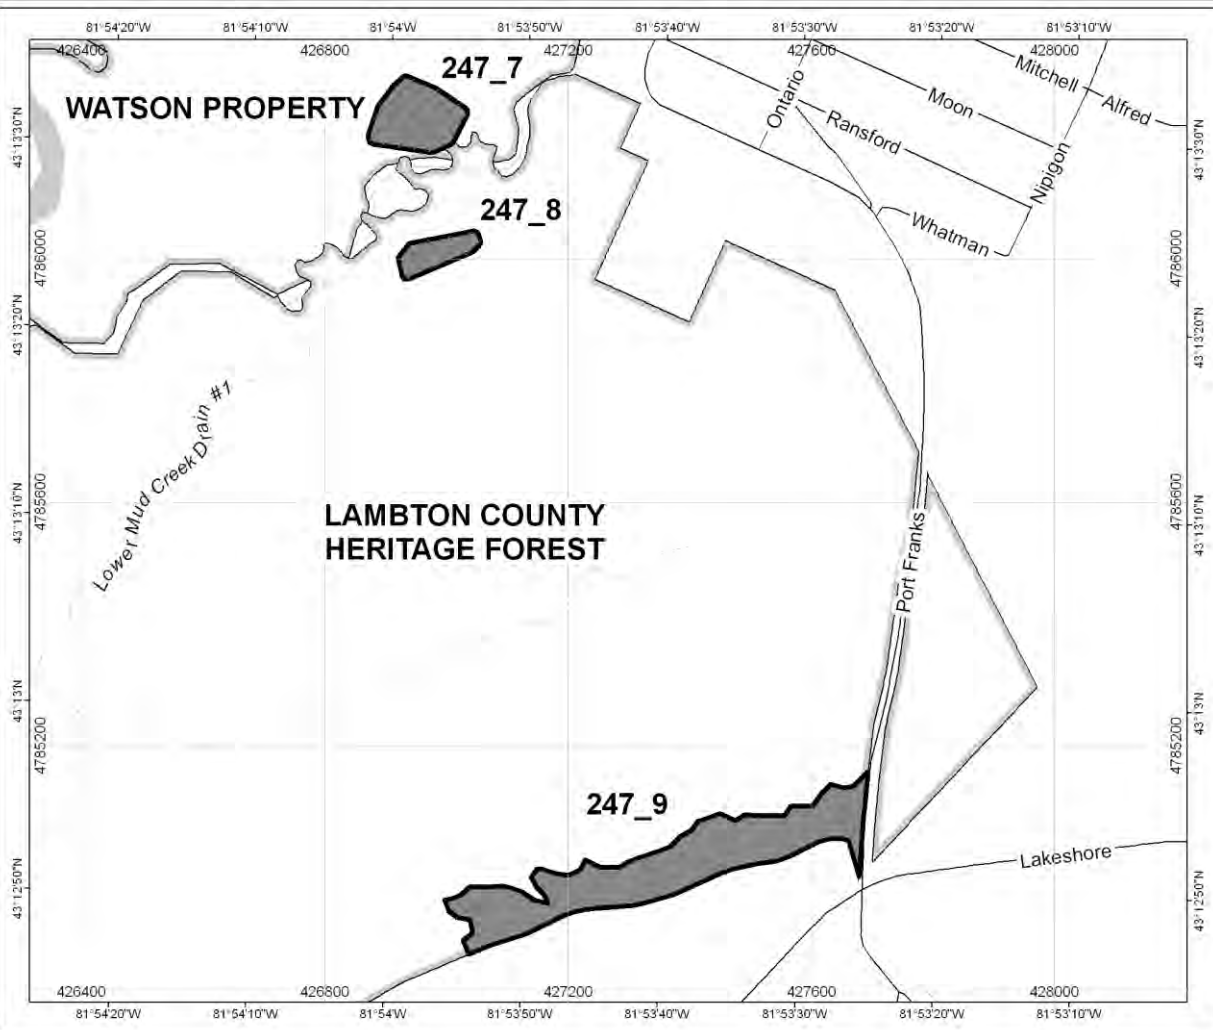 81°54'20"W 81°54'10"W 81°54'W 81°53'50"W 81°53'40"W 81°53'30"W 81°53'20"W 81°53'10"W
426400 426800 427200 427600 428000
247_7
WATSON PROPERTY
Mitchell
Alfred
Moon
Ontario
Ransford
Nipigon
43°13'30"N
43°13'30"N
247_8
Whatman
4786000
4786000
43°13'20"N
43°13'20"N
Lower Mud Creek Drain #1
4785600
4785600
43°13'10"N
43°13'10"N
LAMBTON COUNTY
HERITAGE FOREST
Port Franks
43°13'N
43°13'N
4785200
4785200
247_9
Lakeshore
43°12'50"N
43°12'50"N
426400 426800 427200 427600 428000
81°54'20"W 81°54'10"W 81°54'W 81°53'50"W 81°53'40"W 81°53'30"W 81°53'20"W 81°53'10"W